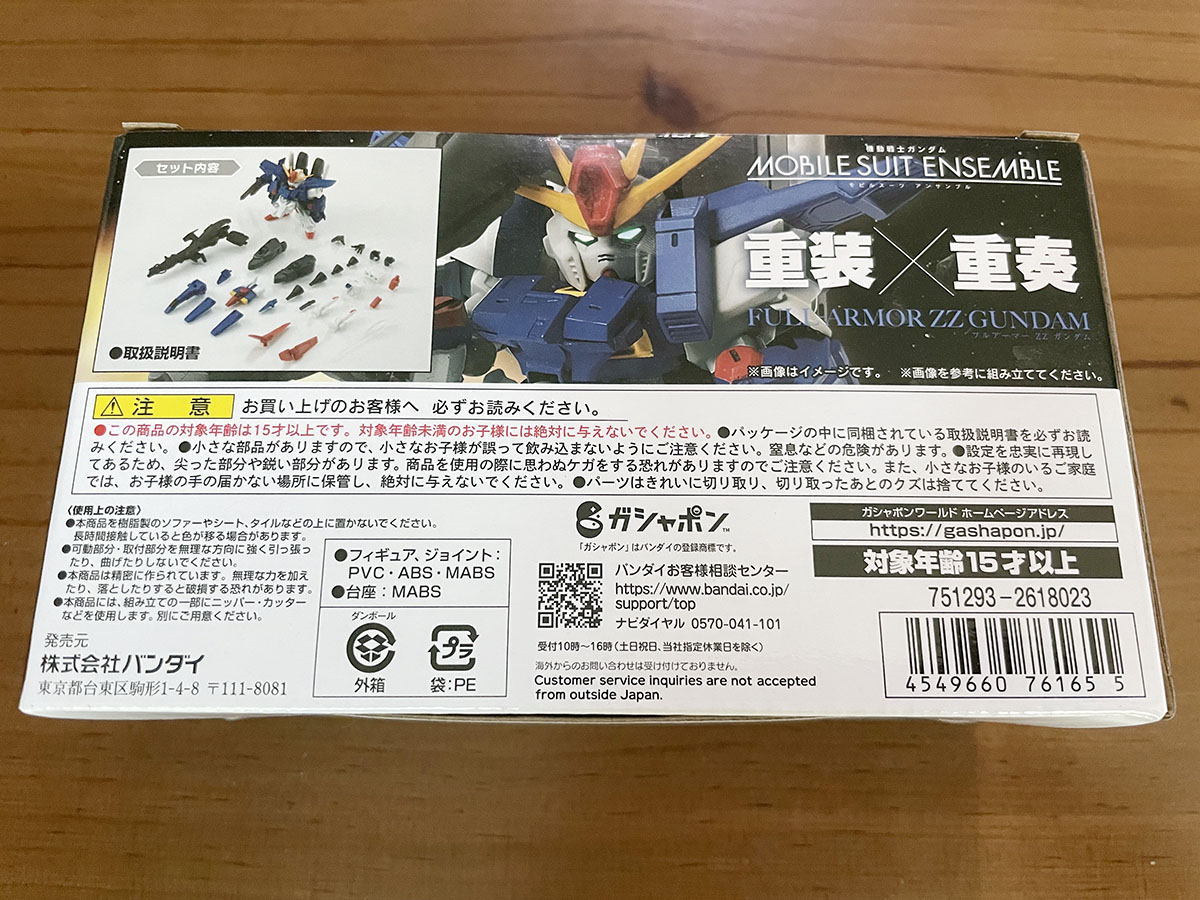 セット内容
●取扱説明書
機動戦士ガンダム
MOBILE SUIT ENSEMBLE
モビルスーツ アンサンブル
重装×重奏
FULL ARMOR ZZ GUNDAM
フルアーマー ZZ ガンダム
※画像はイメージです。 ※画像を参考に組み立ててください。
注 意 お買い上げのお客様へ 必ずお読みください。
●この商品の対象年齢は15才以上です。対象年齢未満のお子様には絶対に与えないでください。●パッケージの中に同梱されている取扱説明書を必ずお読
みください。●小さな部品がありますので、小さなお子様が誤って飲み込まないようにご注意ください。窒息などの危険があります。●設定を忠実に再現し
てあるため、尖った部分や鋭い部分があります。商品を使用の際に思わぬケガをする恐れがありますのでご注意ください。また、小さなお子様のいるご家庭
では、お子様の手の届かない場所に保管し、絶対に与えないでください。●パーツはきれいに切り取り、切り取ったあとのクズは捨ててください。
〈使用上の注意〉
●本商品を樹脂製のソファーやシート、タイルなどの上に置かないでください。
長時間接触していると色が移る場合があります。
●可動部分・取付部分を無理な方向に強く引っ張っ
たり、曲げたりしないでください。
●本商品は精密に作られています。無理な力を加え
たり、落としたりすると破損する恐れがあります。
●本商品には、組み立ての一部にニッパー・カッター
などを使用します。別にご用意ください。
発売元
株式会社バンダイ
東京都台東区駒形1-4-8 〒111-8081
●フィギュア、ジョイント:
PVC・ABS・MABS
●台座:MABS
ダンボール
外箱
プラ
袋:PE
ガシャポン™
「ガシャポン」はバンダイの登録商標です。
バンダイお客様相談センター
https://www.bandai.co.jp/
support/top
ナビダイヤル 0570-041-101
受付10時～16時(土日祝日、当社指定休業日を除く)
海外からのお問い合わせは受け付けておりません。
Customer service inquiries are not accepted
from outside Japan.
ガシャポンワールド ホームページアドレス
https://gashapon.jp/
対象年齢15才以上
751293-2618023
4549660 76165 5